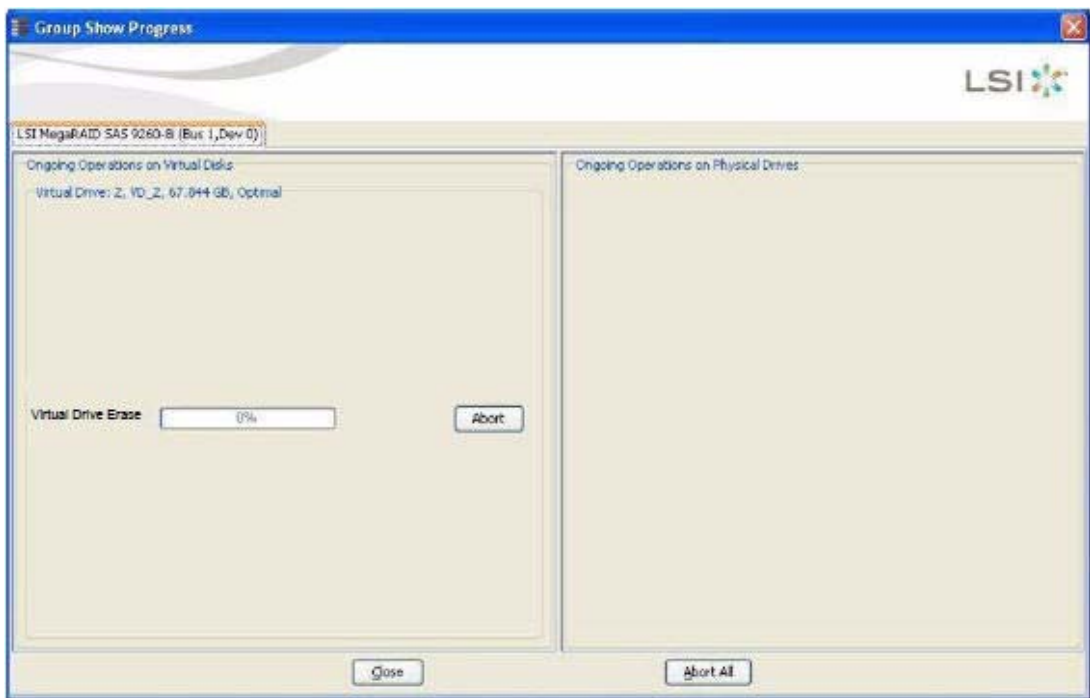 Group Show Progress
LSI
LSI MegaRAID SAS 9260-8i (Bus 1,Dev 0)
Ongoing Operations on Virtual Disks
Ongoing Operations on Physical Drives
Virtual Drive: 2, VD_2, 67.844 GB, Optimal
Virtual Drive Erase
0%
Abort
Close
Abort All